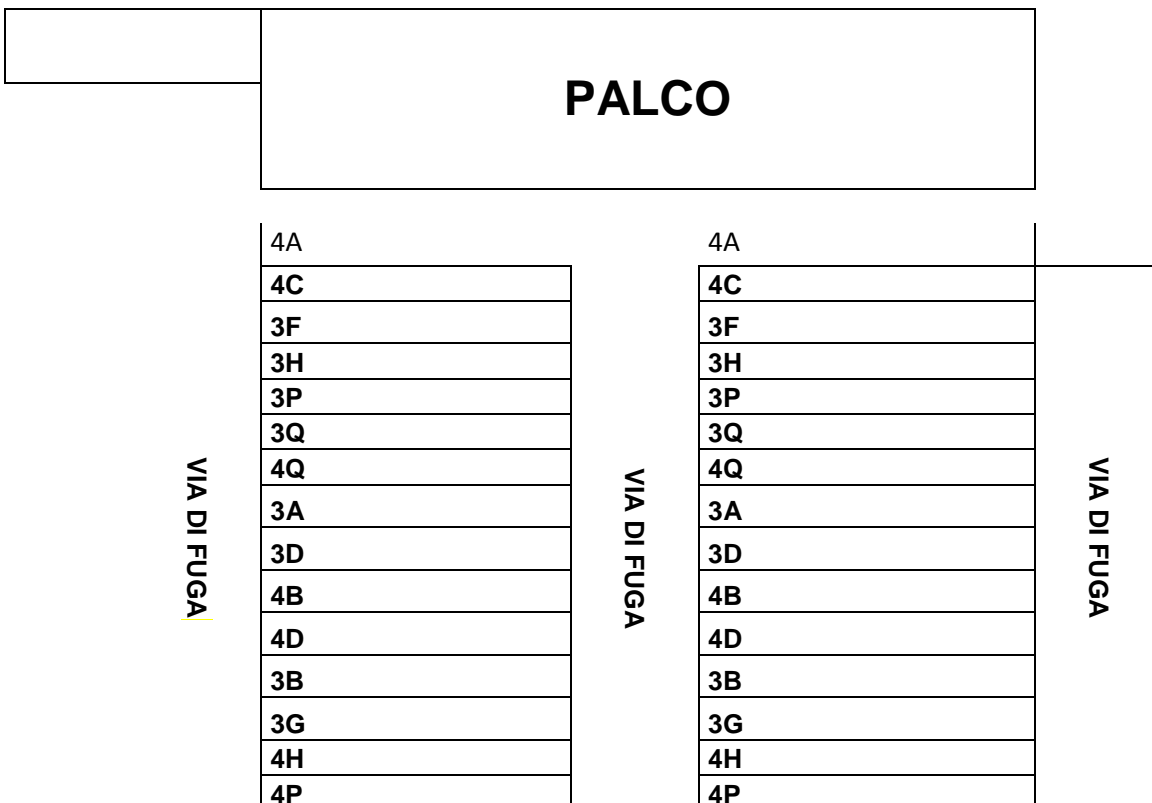 PALCO
4A 4A
4C 4C
3F 3F
3H 3H
3P 3P
3Q 3Q
4Q 4Q
3A 3A
3D 3D
4B 4B
4D 4D
3B 3B
3G 3G
4H 4H
4P 4P
VIA DI FUGA
VIA DI FUGA
VIA DI FUGA